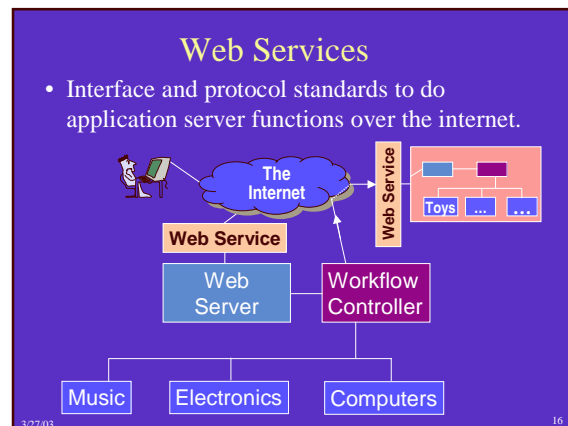 Web Services
• Interface and protocol standards to do
application server functions over the internet.
The
Internet
Web Service
Toys
...
...
Web Service
Web
Server
Workflow
Controller
Music
Electronics
Computers
3/27/03
16